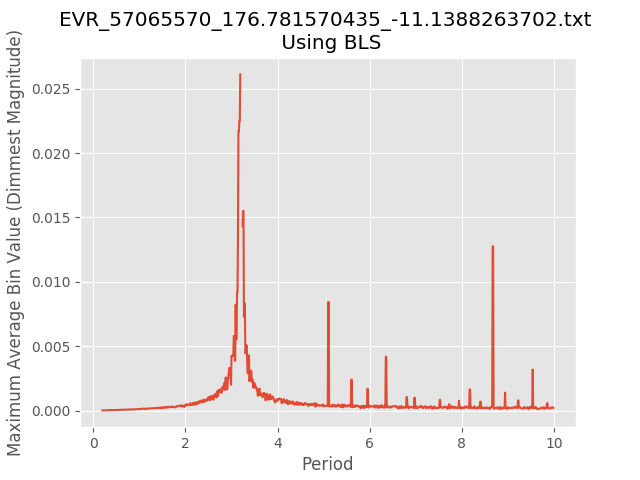 EVR_57065570_176.781570435_-11.1388263702.txt
Using BLS
Maximum Average Bin Value (Dimmest Magnitude)
0.025
0.020
0.015
0.010
0.005
0.000
0 2 4 6 8 10
Period